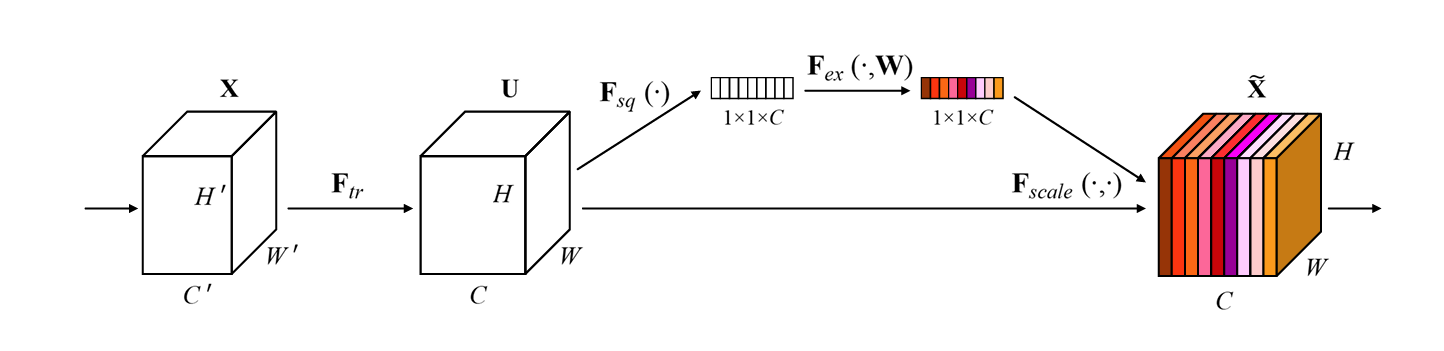 X
H′
W′
C′
F_tr
U
H
W
C
F_sq (·)
1×1×C
F_ex (·,W)
1×1×C
F_scale (·,·)
X̃
H
W
C